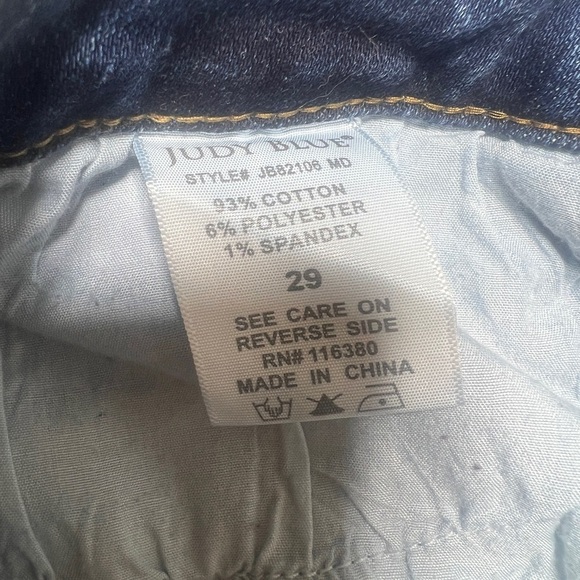 JUDY BLUE®
STYLE# JB82106 MD
93% COTTON
6% POLYESTER
1% SPANDEX
29
SEE CARE ON
REVERSE SIDE
RN# 116380
MADE IN CHINA